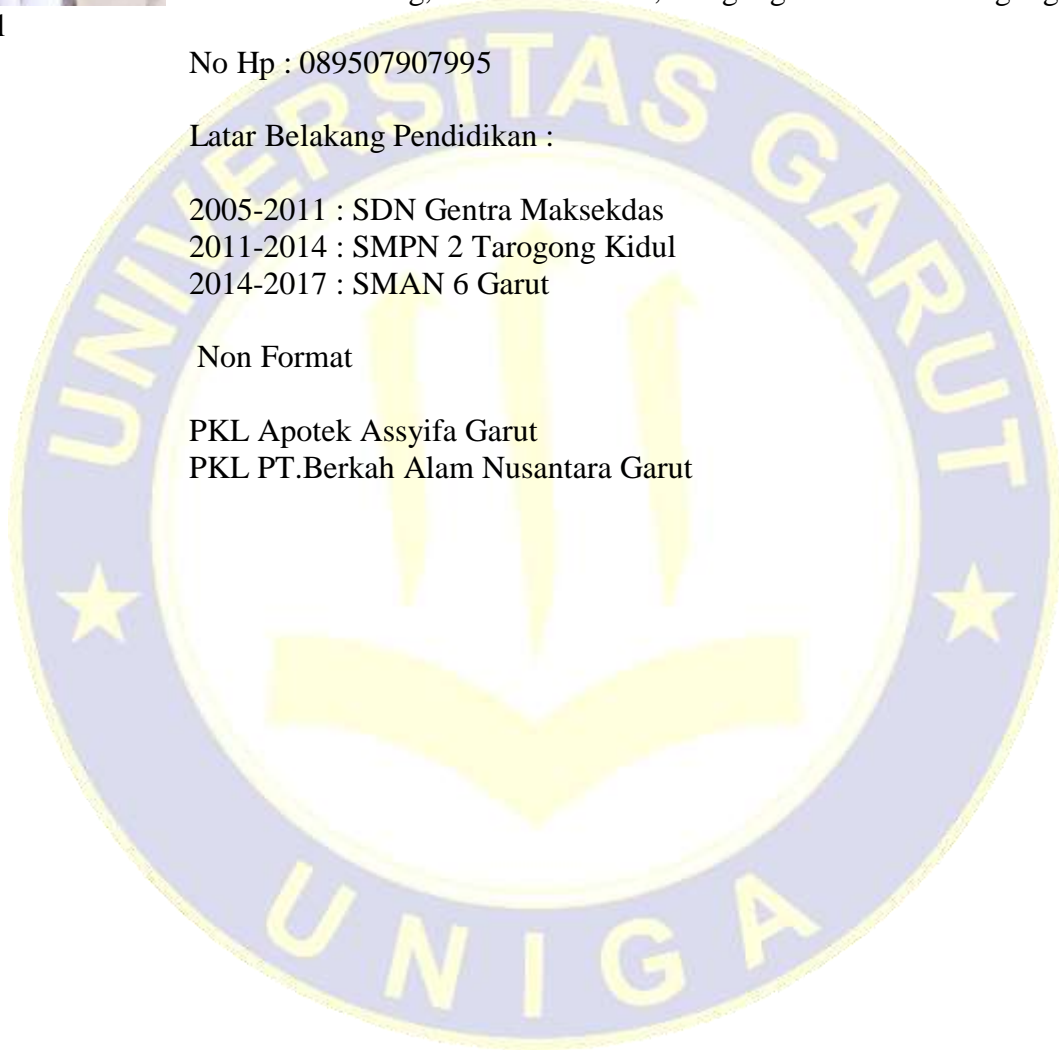 No Hp : 089507907995
Latar Belakang Pendidikan :
2005-2011 : SDN Gentra Maksekdas
2011-2014 : SMPN 2 Tarogong Kidul
2014-2017 : SMAN 6 Garut
Non Format
PKL Apotek Assyifa Garut
PKL PT.Berkah Alam Nusantara Garut
UNIVERSITAS GARUT
UNIGA